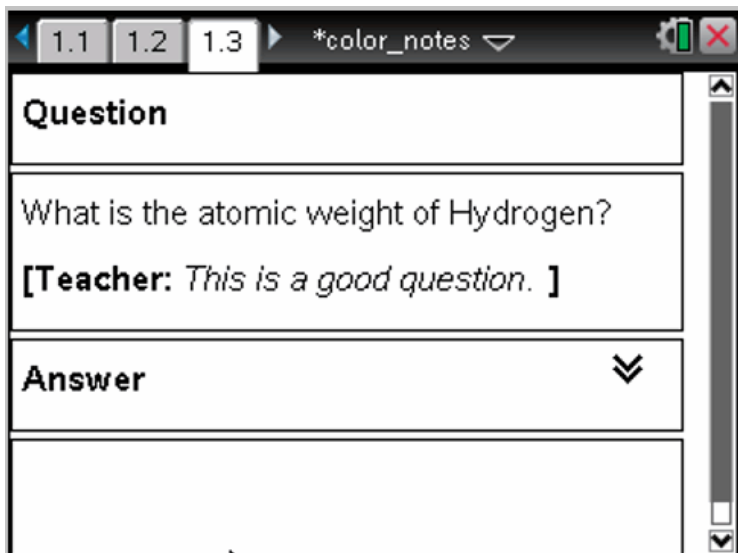 1.1 1.2 1.3 *color_notes
Question
What is the atomic weight of Hydrogen?
[Teacher: This is a good question. ]
Answer